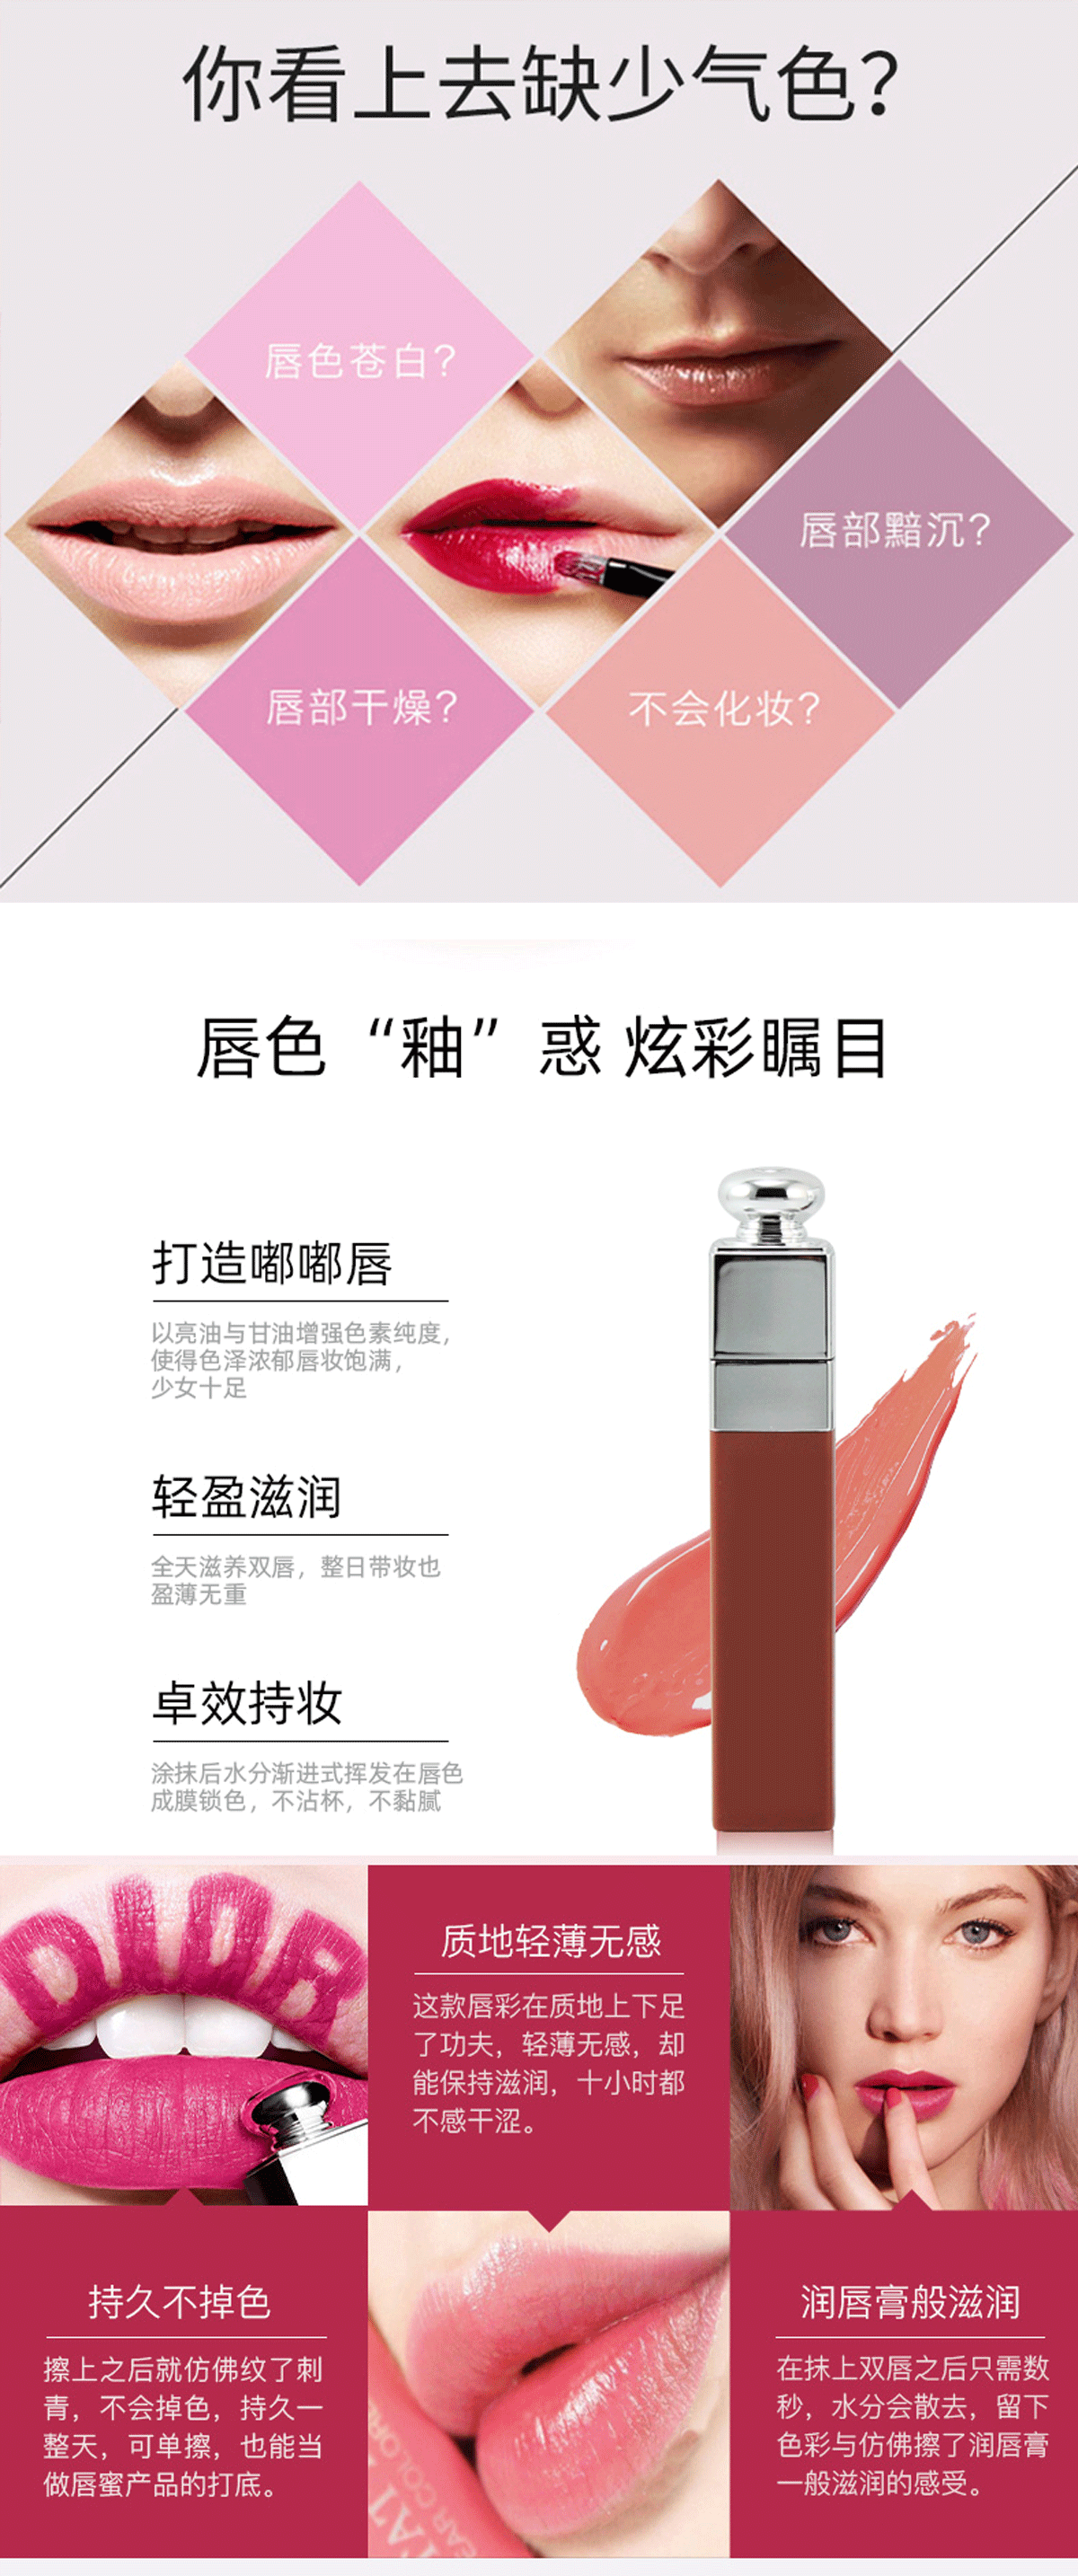 你看上去缺少气色？
唇色苍白？
唇部黯沉？
唇部干燥？
不会化妆？
唇色“釉”惑 炫彩瞩目
打造嘟嘟唇
以亮油与甘油增强色素纯度，
使得色泽浓郁唇妆饱满，
少女十足
轻盈滋润
全天滋养双唇，整日带妆也
盈薄无重
卓效持妆
涂抹后水分渐进式挥发在唇色
成膜锁色，不沾杯，不黏腻
DIOR
质地轻薄无感
这款唇彩在质地上下足
了功夫，轻薄无感，却
能保持滋润，十小时都
不感干涩。
持久不掉色
擦上之后就仿佛纹了刺
青，不会掉色，持久一
整天，可单擦，也能当
做唇蜜产品的打底。
润唇膏般滋润
在抹上双唇之后只需数
秒，水分会散去，留下
色彩与仿佛擦了润唇膏
一般滋润的感受。